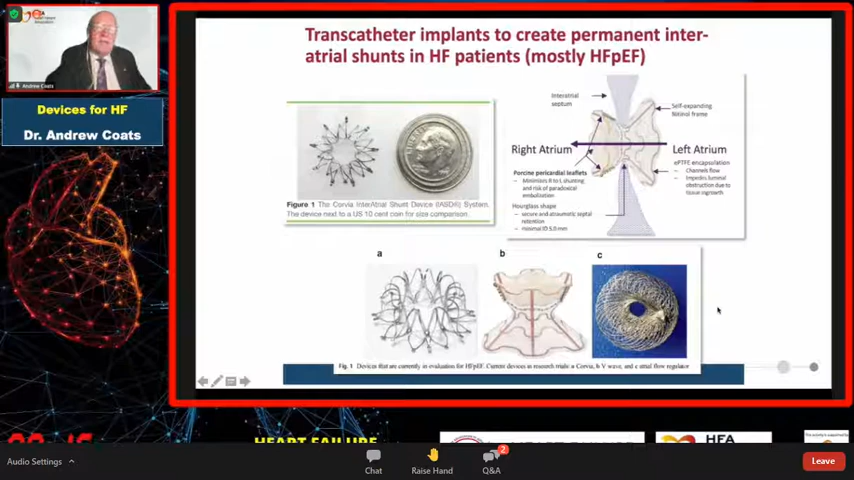 Andrew Coats
Devices for HF
Dr. Andrew Coats
Transcatheter implants to create permanent inter-
atrial shunts in HF patients (mostly HFpEF)
Figure 1 The Corvia InterAtrial Shunt Device (IASD®) System.
The device next to a US 10 cent coin for size comparison.
Interatrial
septum
Self-expanding
Nitinol frame
Right Atrium
Left Atrium
Porcine pericardial leaflets
- Minimizes R to L shunting
and risk of paradoxical
embolization
ePTFE encapsulation
- Channels flow
- Impedes luminal
obstruction due to
tissue ingrowth
Hourglass shape
- secure and atraumatic septal
retention
- minimal ID 5.0 mm
a
b
c
Fig. 1 Devices that are currently in evaluation for HFpEF. Current devices in research trials: a Corvia, b V wave, and c atrial flow regulator
HEART FAILURE
HFA
Audio Settings
Chat
Raise Hand
2
Q&A
Leave